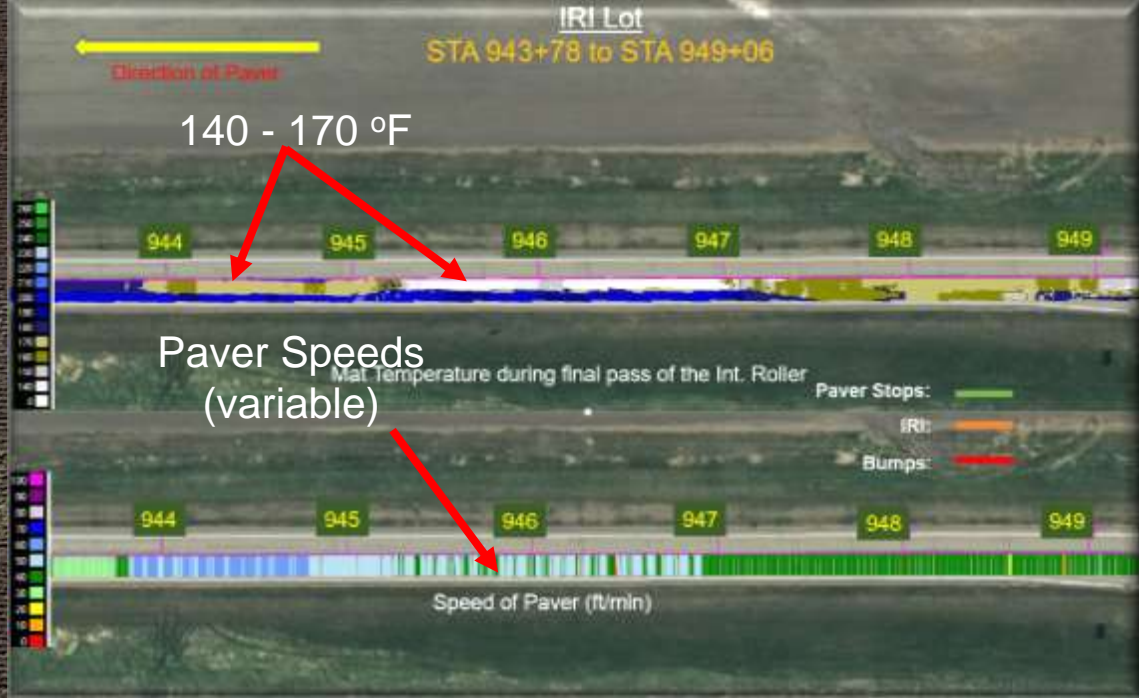 IRI Lot
STA 943+78 to STA 949+06
Direction of Paver
140 - 170 ºF
944 945 946 947 948 949
Paver Speeds
(variable)
Mat Temperature during final pass of the Int. Roller
Paver Stops:
IRI:
Bumps:
944 945 946 947 948 949
Speed of Paver (ft/min)